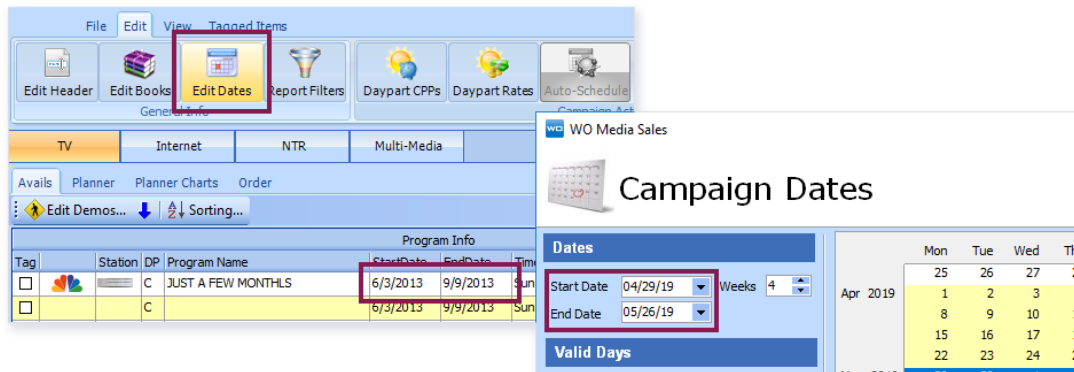 File Edit View Tagged Items
Edit Header Edit Books Edit Dates Report Filters Daypart CPPs Daypart Rates Auto-Schedule
General Info
TV Internet NTR Multi-Media
Avails Planner Planner Charts Order
Edit Demos... Sorting...
Program Info
Tag Station DP Program Name StartDate EndDate
C JUST A FEW MONTHLS 6/3/2013 9/9/2013 Sun
C 6/3/2013 9/9/2013 Sun
WO Media Sales
Campaign Dates
Dates
Start Date 04/29/19 Weeks 4
End Date 05/26/19
Valid Days
Mon Tue Wed
25 26 27
Apr 2019 1 2 3
8 9 10
15 16 17
22 23 24